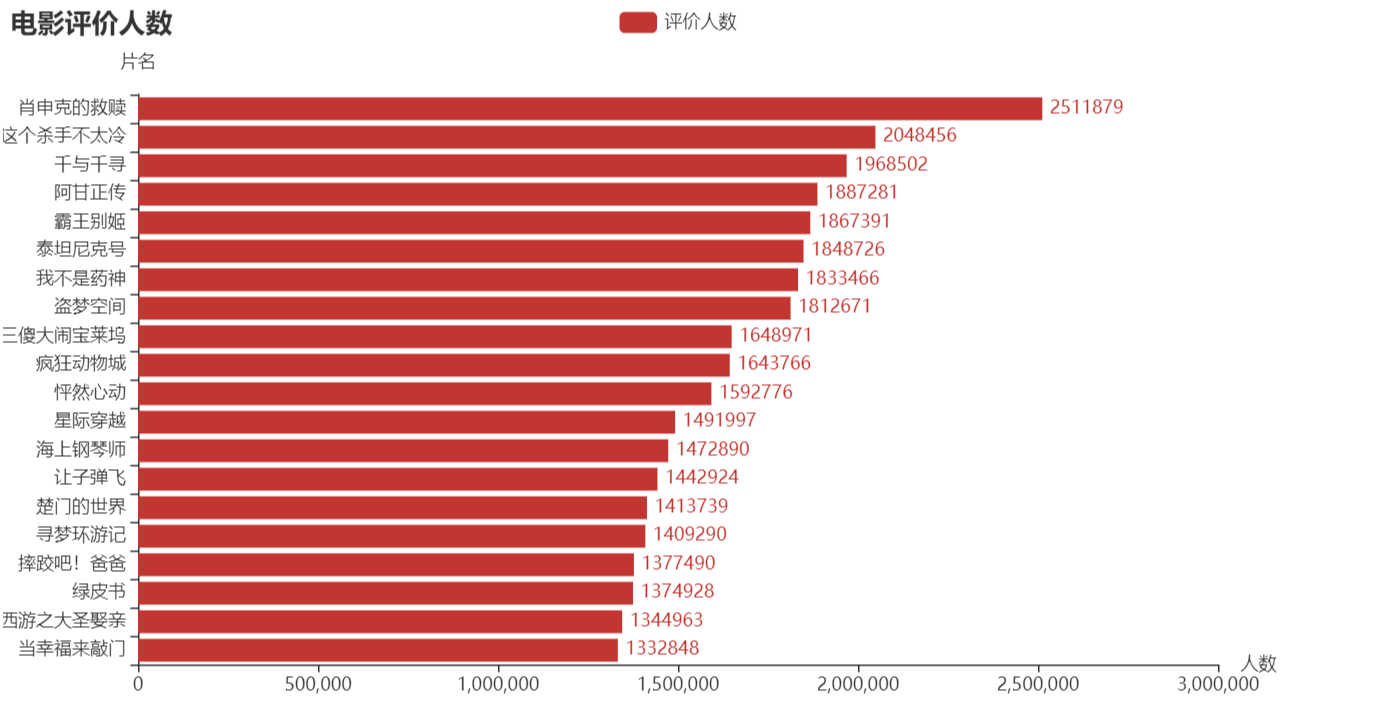 电影评价人数
评价人数
片名
肖申克的救赎 2511879
这个杀手不太冷 2048456
千与千寻 1968502
阿甘正传 1887281
霸王别姬 1867391
泰坦尼克号 1848726
我不是药神 1833466
盗梦空间 1812671
三傻大闹宝莱坞 1648971
疯狂动物城 1643766
怦然心动 1592776
星际穿越 1491997
海上钢琴师 1472890
让子弹飞 1442924
楚门的世界 1413739
寻梦环游记 1409290
摔跤吧！爸爸 1377490
绿皮书 1374928
西游之大圣娶亲 1344963
当幸福来敲门 1332848
人数
0 500,000 1,000,000 1,500,000 2,000,000 2,500,000 3,000,000